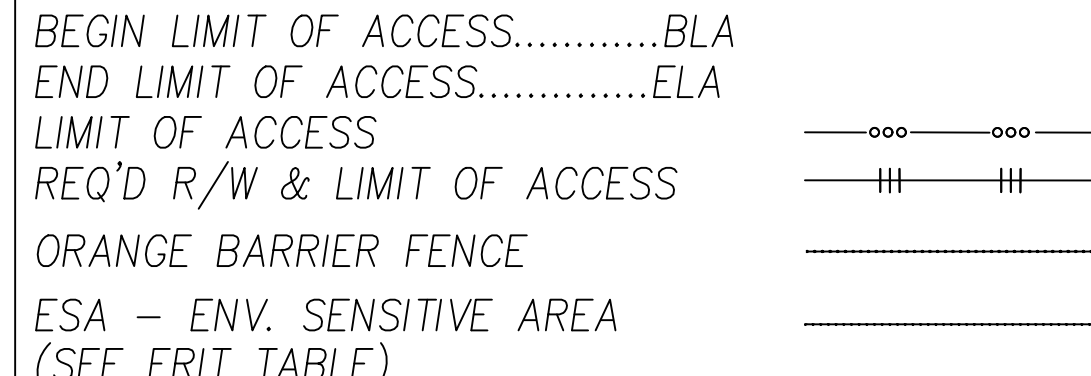 BEGIN LIMIT OF ACCESS............BLA
END LIMIT OF ACCESS..............ELA
LIMIT OF ACCESS
REQ'D R/W & LIMIT OF ACCESS
ORANGE BARRIER FENCE
ESA – ENV. SENSITIVE AREA
(SEE ERIT TABLE)